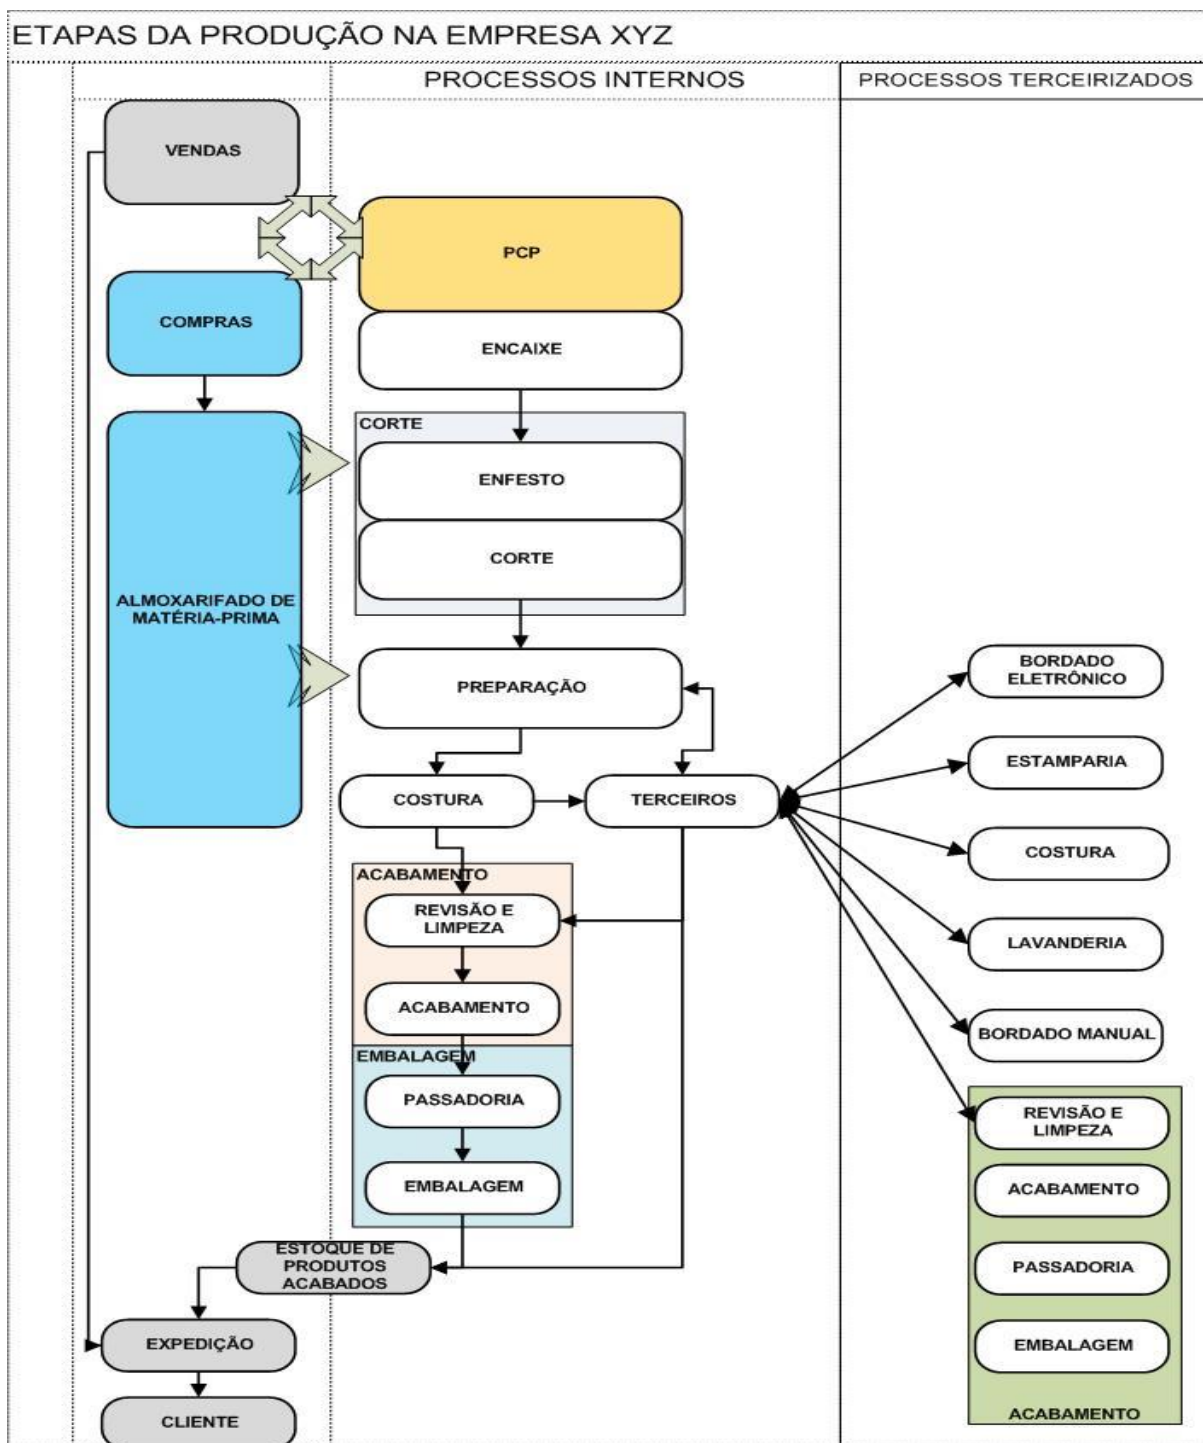 ETAPAS DA PRODUÇÃO NA EMPRESA XYZ
PROCESSOS INTERNOS
PROCESSOS TERCEIRIZADOS
VENDAS
PCP
COMPRAS
ENCAIXE
CORTE
ENFESTO
CORTE
ALMOXARIFADO DE
MATÉRIA-PRIMA
PREPARAÇÃO
COSTURA
TERCEIROS
BORDADO
ELETRÔNICO
ESTAMPARIA
COSTURA
LAVANDERIA
BORDADO MANUAL
ACABAMENTO
REVISÃO E
LIMPEZA
ACABAMENTO
EMBALAGEM
PASSADORIA
EMBALAGEM
REVISÃO E
LIMPEZA
ACABAMENTO
PASSADORIA
EMBALAGEM
ACABAMENTO
ESTOQUE DE
PRODUTOS
ACABADOS
EXPEDIÇÃO
CLIENTE